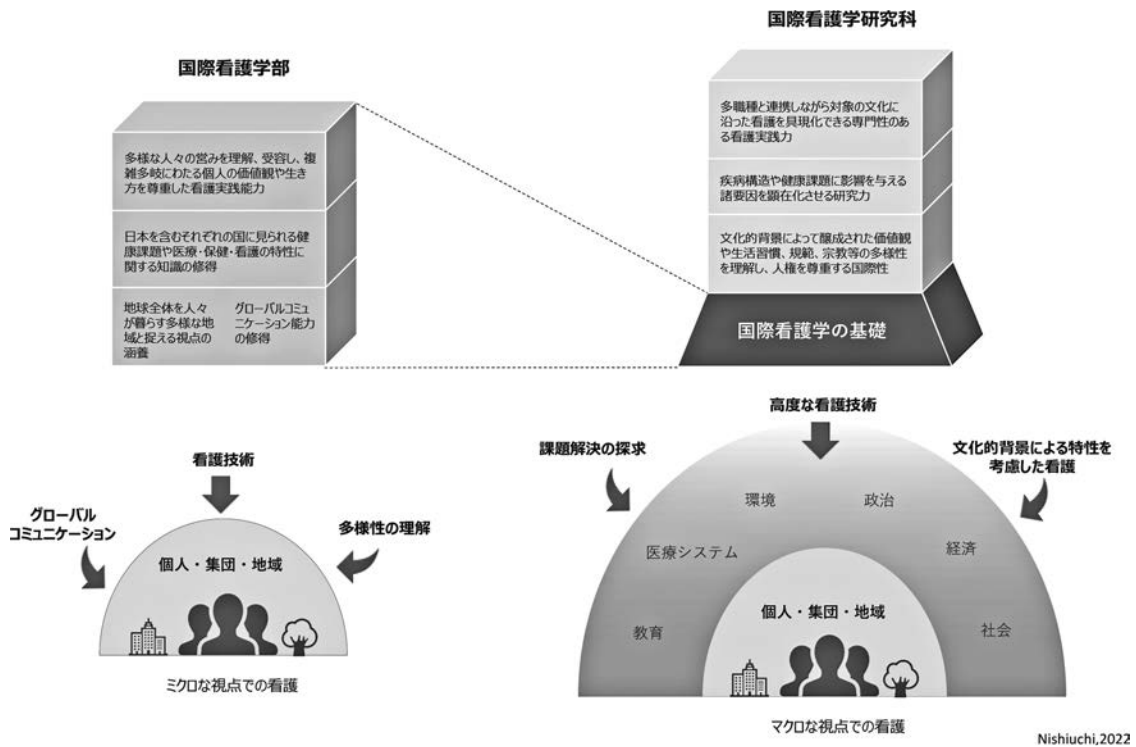 国際看護学部
多様な人々の営みを理解、受容し、複
雑多岐にわたる個人の価値観や生き
方を尊重した看護実践能力
日本を含むそれぞれの国に見られる健
康課題や医療・保健・看護の特性に
関する知識の修得
地球全体を人々
が暮らす多様な地
域と捉える視点の
涵養
グローバルコミュ
ニケーション能力
の修得
国際看護学研究科
多職種と連携しながら対象の文化に
沿った看護を具現化できる専門性のあ
る看護実践力
疾病構造や健康課題に影響を与える
諸要因を顕在化させる研究力
文化的背景によって醸成された価値観
や生活習慣、規範、宗教等の多様性
を理解し、人権を尊重する国際性
国際看護学の基礎
看護技術
グローバル
コミュニケーション
多様性の理解
個人・集団・地域
ミクロな視点での看護
高度な看護技術
課題解決の探求
文化的背景による特性を
考慮した看護
環境
政治
医療システム
経済
教育
社会
個人・集団・地域
マクロな視点での看護
Nishiuchi,2022